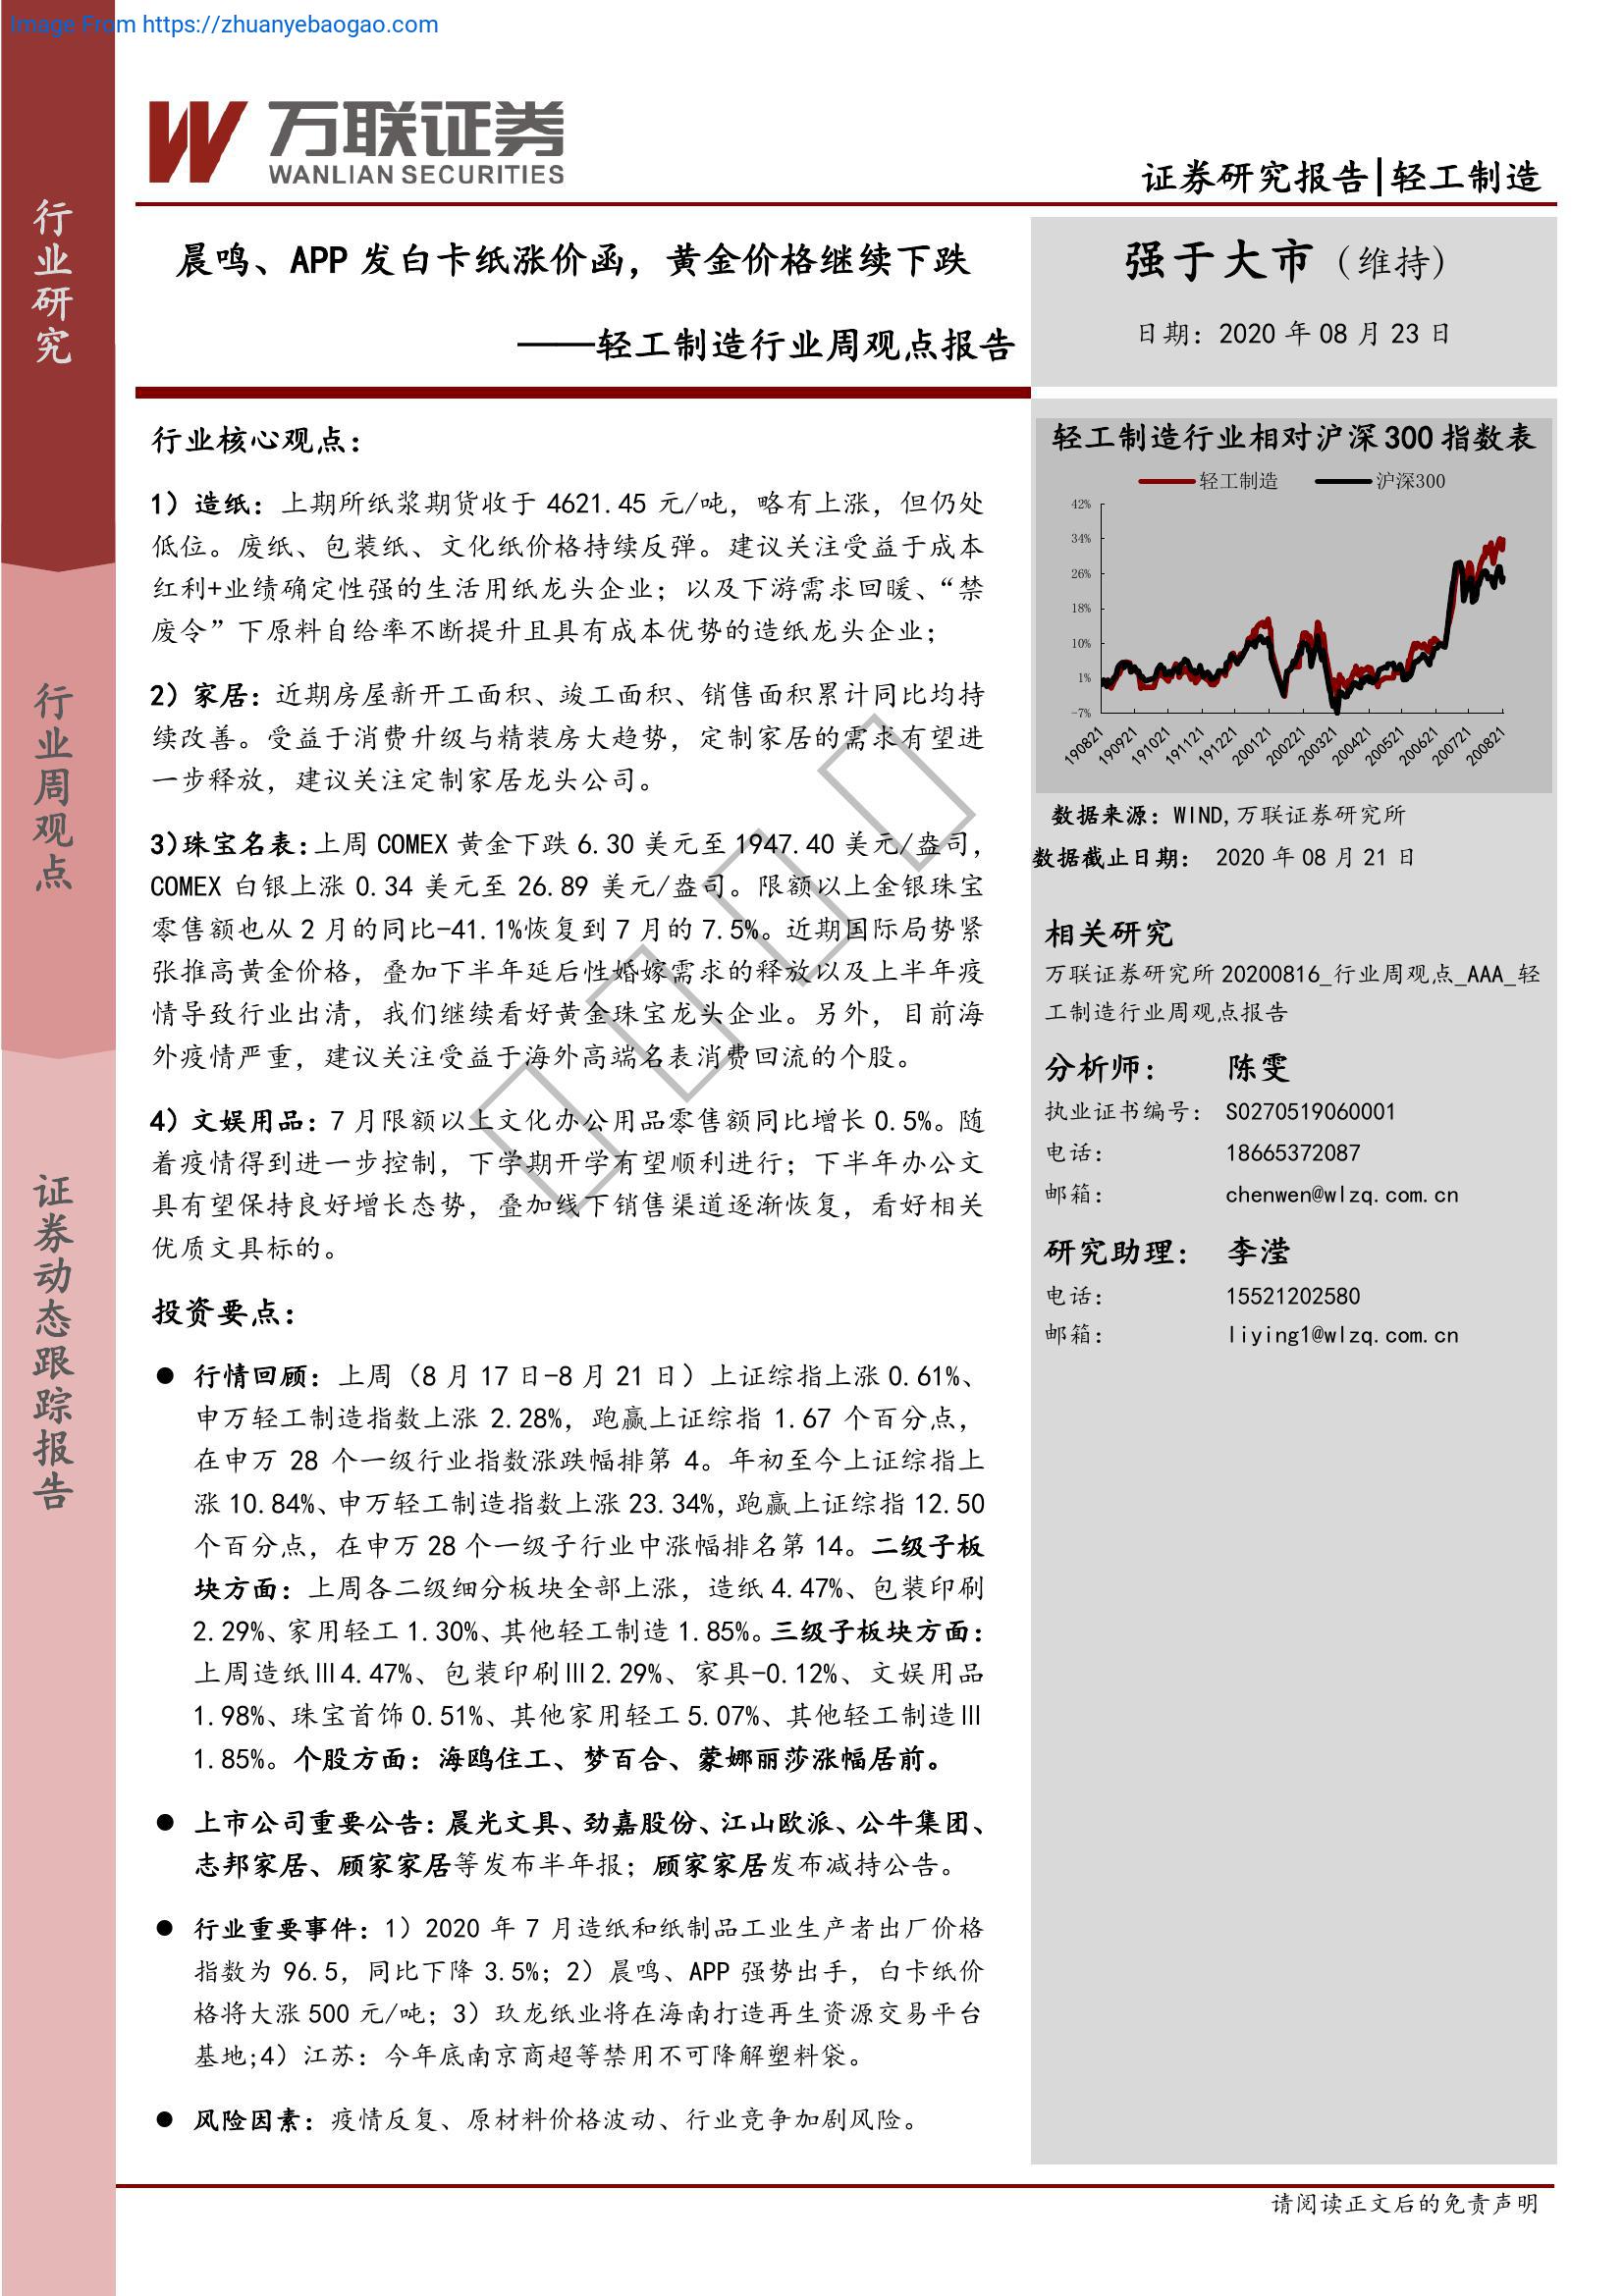 Image From https://zhuanyebaogao.com
万联证券
WANLIAN SECURITIES
证券研究报告|轻工制造
行业研究
行业周观点
证券动态跟踪报告
晨鸣、APP 发白卡纸涨价函，黄金价格继续下跌
——轻工制造行业周观点报告
强于大市（维持）
日期：2020 年 08 月 23 日
行业核心观点：
1）造纸：上期所纸浆期货收于 4621.45 元/吨，略有上涨，但仍处
低位。废纸、包装纸、文化纸价格持续反弹。建议关注受益于成本
红利+业绩确定性强的生活用纸龙头企业；以及下游需求回暖、“禁
废令”下原料自给率不断提升且具有成本优势的造纸龙头企业；
2）家居：近期房屋新开工面积、竣工面积、销售面积累计同比均持
续改善。受益于消费升级与精装房大趋势，定制家居的需求有望进
一步释放，建议关注定制家居龙头公司。
3)珠宝名表：上周 COMEX 黄金下跌 6.30 美元至 1947.40 美元/盎司，
COMEX 白银上涨 0.34 美元至 26.89 美元/盎司。限额以上金银珠宝
零售额也从 2 月的同比-41.1%恢复到 7 月的 7.5%。近期国际局势紧
张推高黄金价格，叠加下半年延后性婚嫁需求的释放以及上半年疫
情导致行业出清，我们继续看好黄金珠宝龙头企业。另外，目前海
外疫情严重，建议关注受益于海外高端名表消费回流的个股。
4）文娱用品：7 月限额以上文化办公用品零售额同比增长 0.5%。随
着疫情得到进一步控制，下学期开学有望顺利进行；下半年办公文
具有望保持良好增长态势，叠加线下销售渠道逐渐恢复，看好相关
优质文具标的。
投资要点：
● 行情回顾：上周（8 月 17 日-8 月 21 日）上证综指上涨 0.61%、
申万轻工制造指数上涨 2.28%，跑赢上证综指 1.67 个百分点，
在申万 28 个一级行业指数涨跌幅排第 4。年初至今上证综指上
涨 10.84%、申万轻工制造指数上涨 23.34%，跑赢上证综指 12.50
个百分点，在申万 28 个一级子行业中涨幅排名第 14。二级子板
块方面：上周各二级细分板块全部上涨，造纸 4.47%、包装印刷
2.29%、家用轻工 1.30%、其他轻工制造 1.85%。三级子板块方面：
上周造纸Ⅲ4.47%、包装印刷Ⅲ2.29%、家具-0.12%、文娱用品
1.98%、珠宝首饰 0.51%、其他家用轻工 5.07%、其他轻工制造Ⅲ
1.85%。个股方面：海鸥住工、梦百合、蒙娜丽莎涨幅居前。
● 上市公司重要公告：晨光文具、劲嘉股份、江山欧派、公牛集团、
志邦家居、顾家家居等发布半年报；顾家家居发布减持公告。
● 行业重要事件：1）2020 年 7 月造纸和纸制品工业生产者出厂价格
指数为 96.5，同比下降 3.5%；2）晨鸣、APP 强势出手，白卡纸价
格将大涨 500 元/吨；3）玖龙纸业将在海南打造再生资源交易平台
基地;4）江苏：今年底南京商超等禁用不可降解塑料袋。
● 风险因素：疫情反复、原材料价格波动、行业竞争加剧风险。
轻工制造行业相对沪深 300 指数表
轻工制造 沪深300
42%
34%
26%
18%
10%
1%
-7%
190821 190921 191021 191121 191221 200121 200221 200321 200421 200521 200621 200721 200821
数据来源：WIND,万联证券研究所
数据截止日期： 2020 年 08 月 21 日
相关研究
万联证券研究所 20200816_行业周观点_AAA_轻
工制造行业周观点报告
分析师： 陈雯
执业证书编号： S0270519060001
电话： 18665372087
邮箱： chenwen@wlzq.com.cn
研究助理： 李滢
电话： 15521202580
邮箱： liying1@wlzq.com.cn
请阅读正文后的免责声明